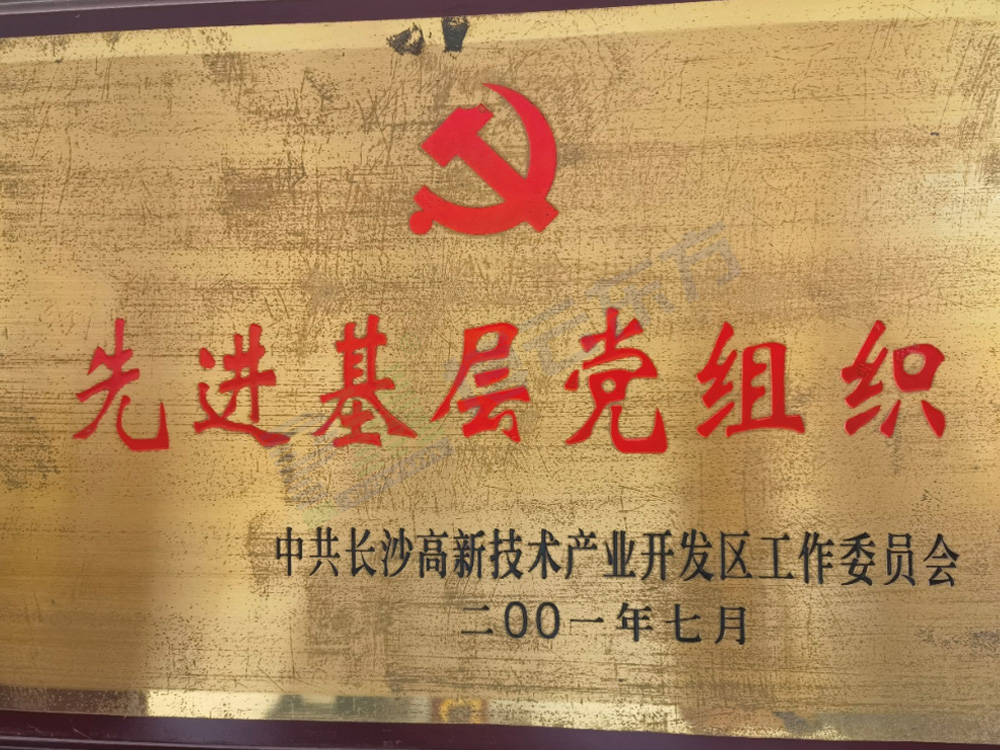 先进基层党组织
中共长沙高新技术产业开发区工作委员会
二00一年七月